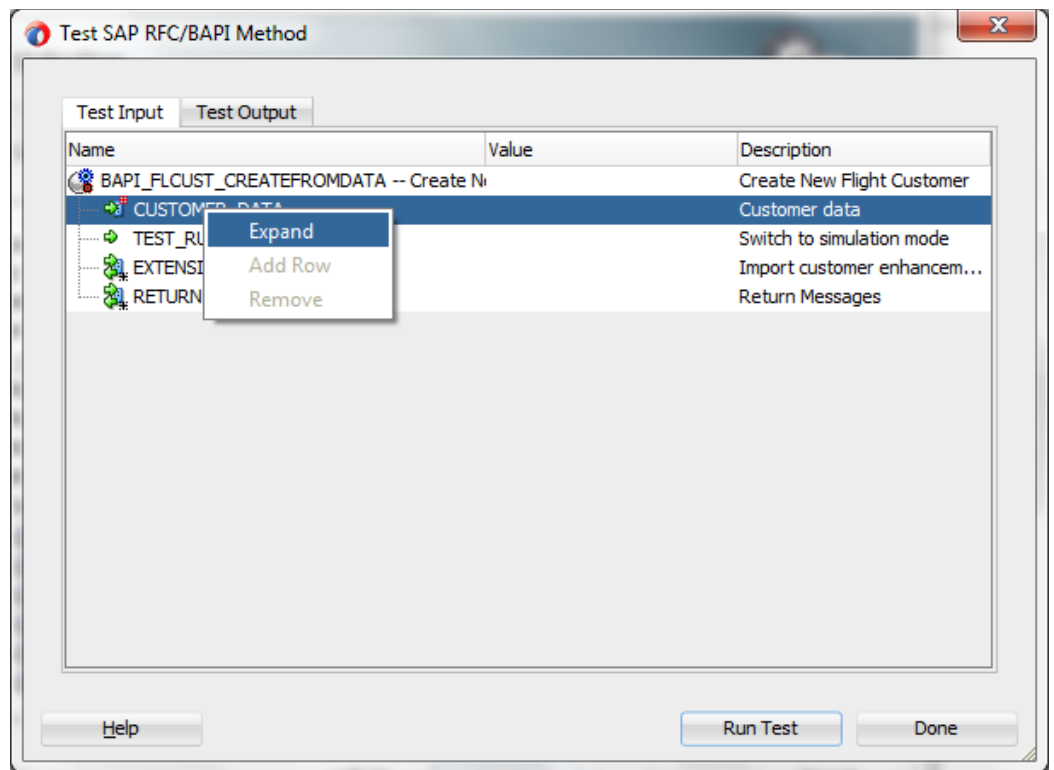 Test SAP RFC/BAPI Method
Test Input Test Output
Name Value Description
BAPI_FLCUST_CREATEFROMDATA -- Create Create New Flight Customer
CUSTOMER_DATA Customer data
Expand
TEST_RU Switch to simulation mode
Add Row
EXTENSI Import customer enhancem...
Remove
RETURN Return Messages
Help Run Test Done